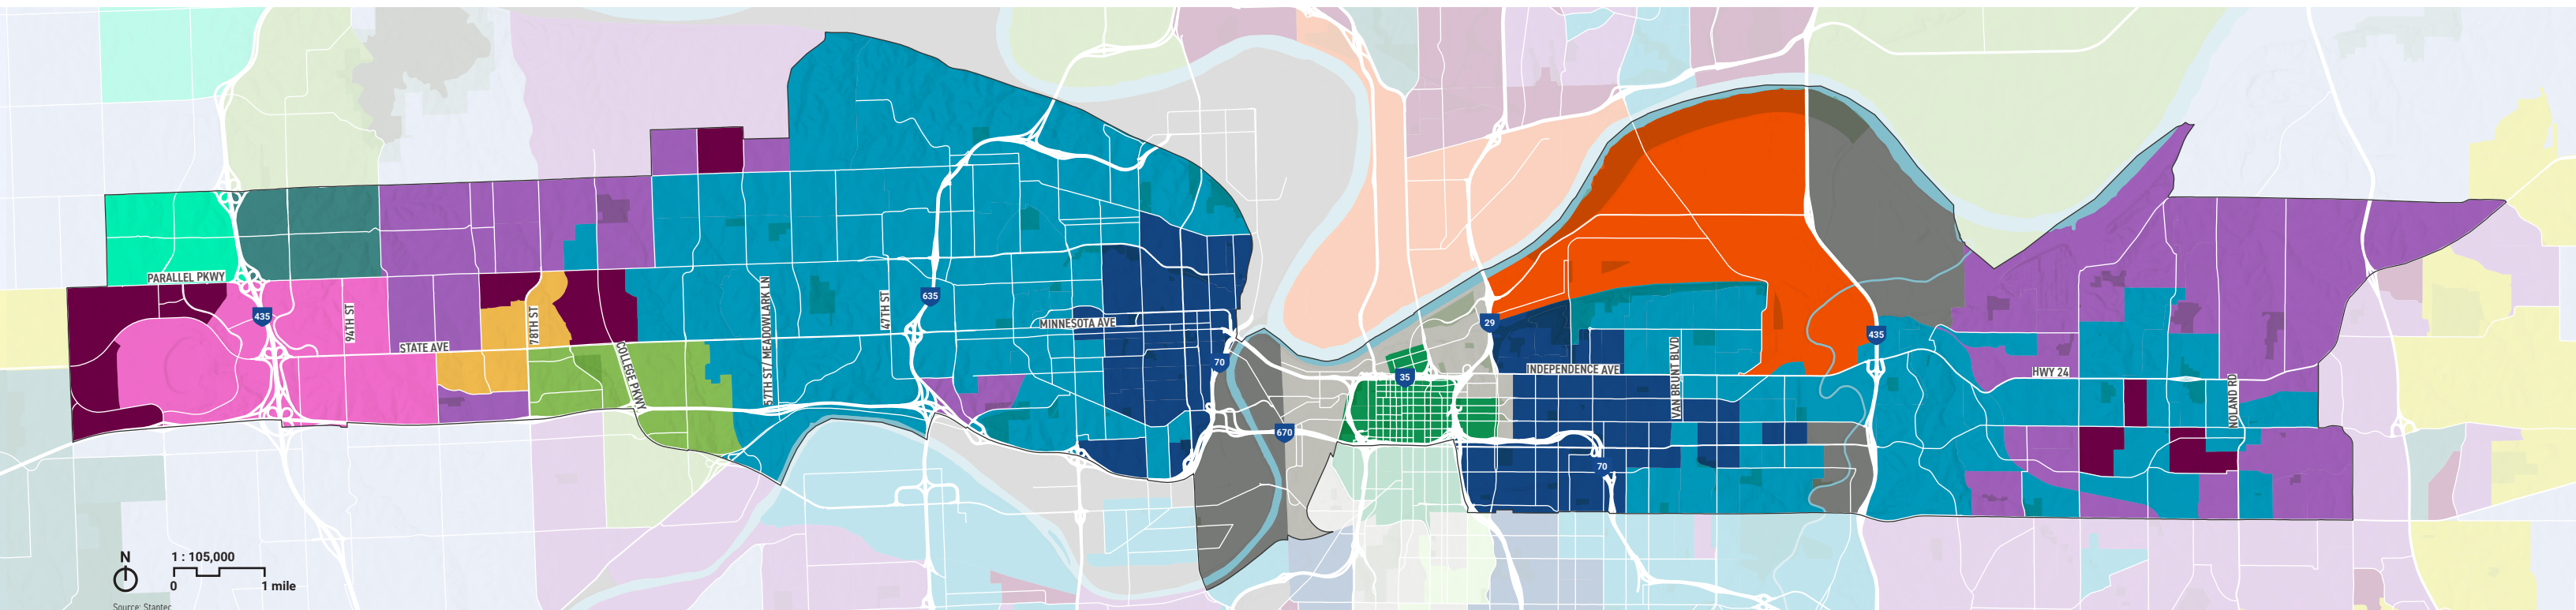 PARALLEL PKWY
435
94TH ST
STATE AVE
78TH ST
COLLEGE PKWY
57TH ST/ MEADOWLARK LN
47TH ST
635
MINNESOTA AVE
70
670
35
29
INDEPENDENCE AVE
VAN BRUNT BLVD
70
435
HWY 24
NOLAND RD
N
1 : 105,000
0
1 mile
Source: Stantec